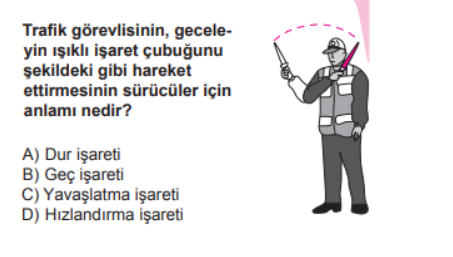 Trafik görevlisinin, gecele-
yin ışıklı işaret çubuğunu
şekildeki gibi hareket
ettirmesinin sürücüler için
anlamı nedir?
A) Dur işareti
B) Geç işareti
C) Yavaşlatma işareti
D) Hızlandırma işareti